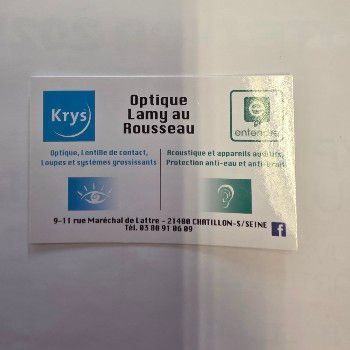 Krys
Optique
Lamy au
Rousseau
e
entendre
Optique, Lentille de contact,
Loupes et systèmes grossissants
Acoustique et appareils auditifs,
Protection anti-eau et anti-bruit
9-11 rue Maréchal de Lattre - 21400 CHATILLON-S/SEINE
Tél. 03 80 91 06 09
f